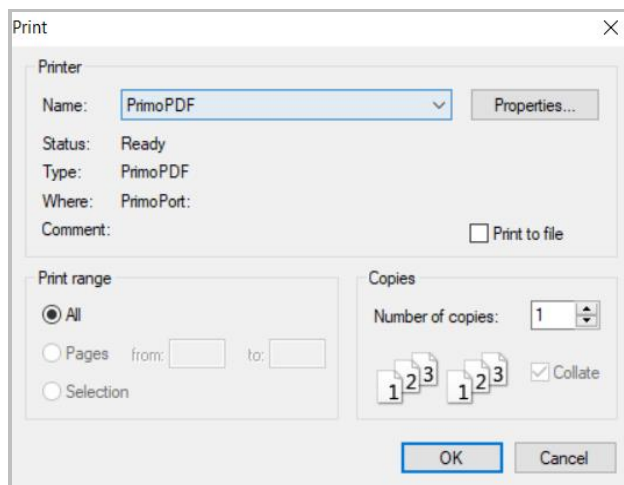 Print
Printer
Name: PrimoPDF Properties...
Status: Ready
Type: PrimoPDF
Where: PrimoPort:
Comment: Print to file
Print range
All
Pages from: to:
Selection
Copies
Number of copies: 1
1 2 3 1 2 3 Collate
OK Cancel